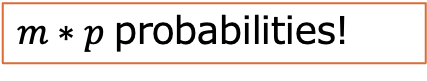 𝑚 ∗ 𝑝 probabilities!